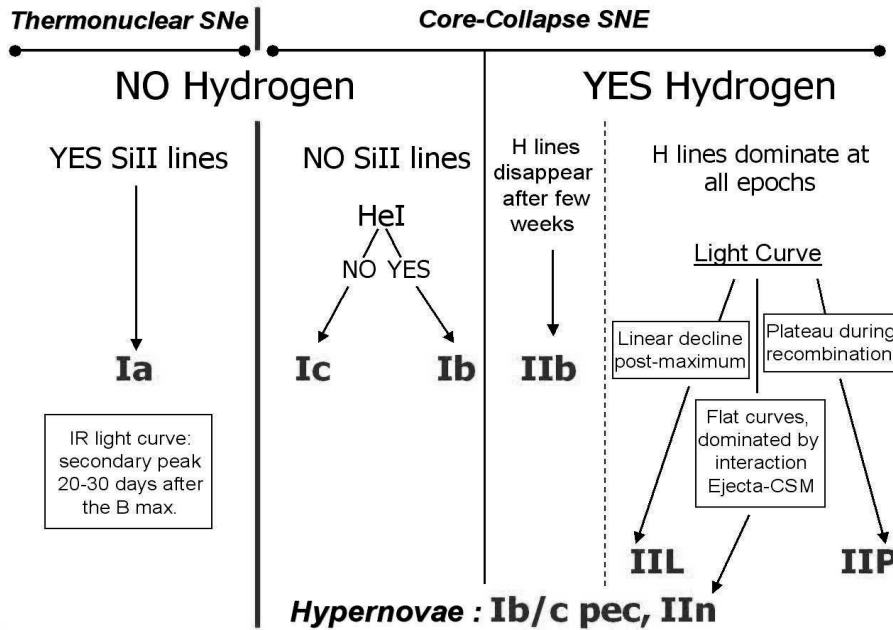 Thermonuclear SNe
Core-Collapse SNE
NO Hydrogen
YES Hydrogen
YES SiII lines
NO SiII lines
HeI
NO YES
H lines
disappear
after few
weeks
H lines dominate at
all epochs
Light Curve
Linear decline
post-maximum
Plateau during
recombination
Flat curves,
dominated by
interaction
Ejecta-CSM
Ia
Ic
Ib
IIb
IR light curve:
secondary peak
20-30 days after
the B max.
IIL
IIP
Hypernovae : Ib/c pec, IIn